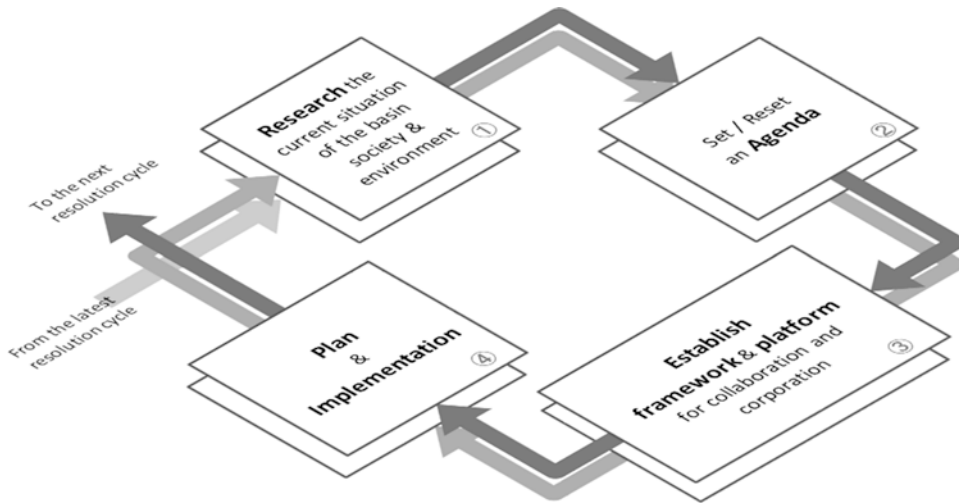 Research the
current situation
of the basin
society &
environment
①
Set / Reset
an Agenda
②
Establish
framework & platform
for collaboration and
corporation
③
Plan
&
Implementation
④
To the next
resolution cycle
From the latest
resolution cycle